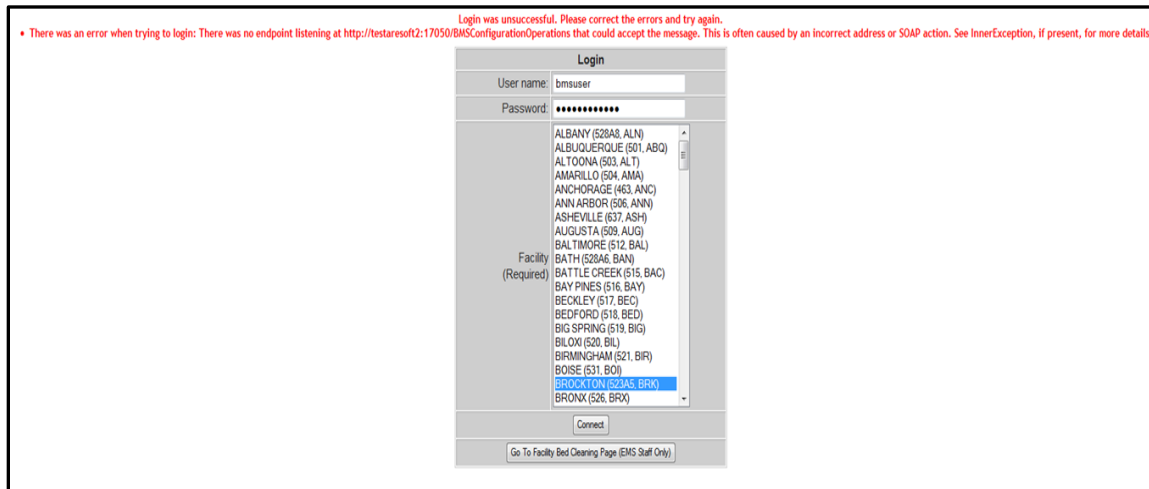 Login was unsuccessful. Please correct the errors and try again.
• There was an error when trying to login: There was no endpoint listening at http://testaresoft2:17050/BMSConfigurationOperations that could accept the message. This is often caused by an incorrect address or SOAP action. See InnerException, if present, for more details
Login
User name: bmsuser
Password: ●●●●●●●●●●●●
Facility
(Required)
ALBANY (528A8, ALN)
ALBUQUERQUE (501, ABQ)
ALTOONA (503, ALT)
AMARILLO (504, AMA)
ANCHORAGE (463, ANC)
ANN ARBOR (506, ANN)
ASHEVILLE (637, ASH)
AUGUSTA (509, AUG)
BALTIMORE (512, BAL)
BATH (528A6, BAN)
BATTLE CREEK (515, BAC)
BAY PINES (516, BAY)
BECKLEY (517, BEC)
BEDFORD (518, BED)
BIG SPRING (519, BIG)
BILOXI (520, BIL)
BIRMINGHAM (521, BIR)
BOISE (531, BOI)
BROCKTON (523A5, BRK)
BRONX (526, BRX)
Connect
Go To Facility Bed Cleaning Page (EMS Staff Only)